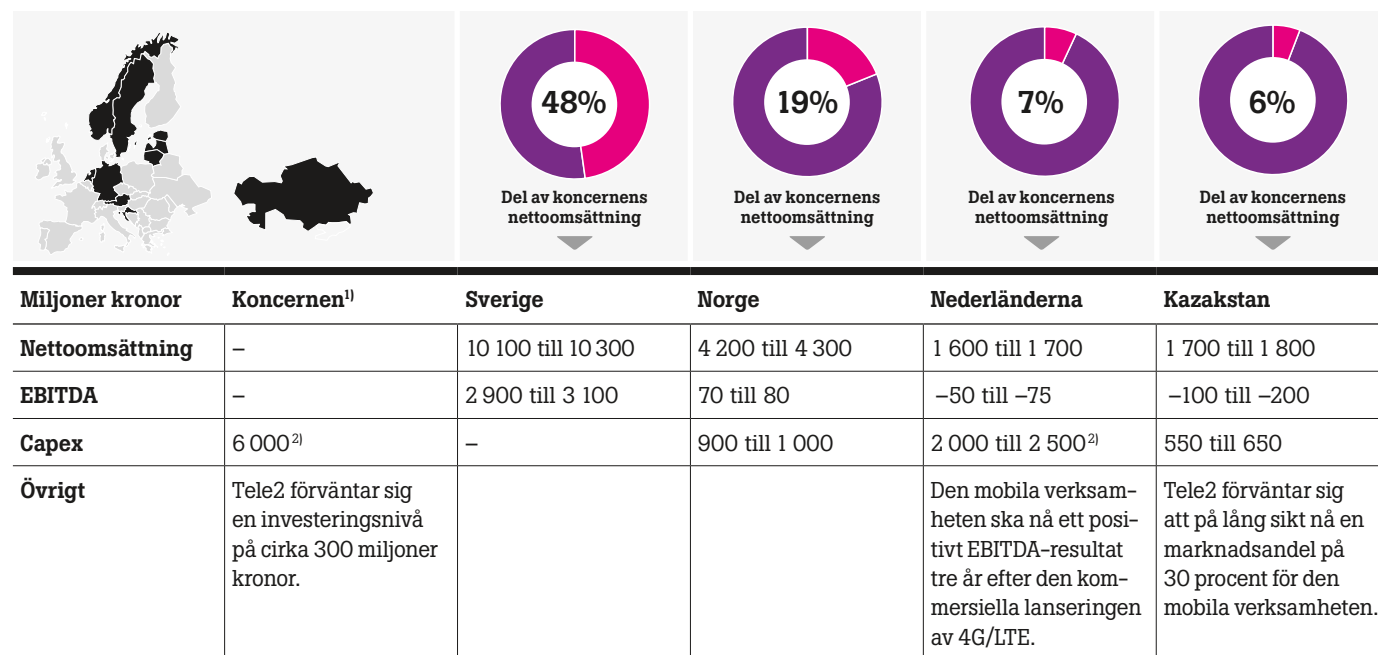 48%
Del av koncernens
nettoomsättning
19%
Del av koncernens
nettoomsättning
7%
Del av koncernens
nettoomsättning
6%
Del av koncernens
nettoomsättning
Miljoner kronor Koncernen1) Sverige Norge Nederländerna Kazakstan
Nettoomsättning – 10 100 till 10 300 4 200 till 4 300 1 600 till 1 700 1 700 till 1 800
EBITDA – 2 900 till 3 100 70 till 80 –50 till –75 –100 till –200
Capex 6 000 2) – 900 till 1 000 2 000 till 2 500 2) 550 till 650
Övrigt
Tele2 förväntar sig
en investeringsnivå
på cirka 300 miljoner
kronor.
Den mobila verksam-
heten ska nå ett posi-
tivt EBITDA-resultat
tre år efter den kom-
mersiella lanseringen
av 4G/LTE.
Tele2 förväntar sig
att på lång sikt nå en
marknadsandel på
30 procent för den
mobila verksamheten.